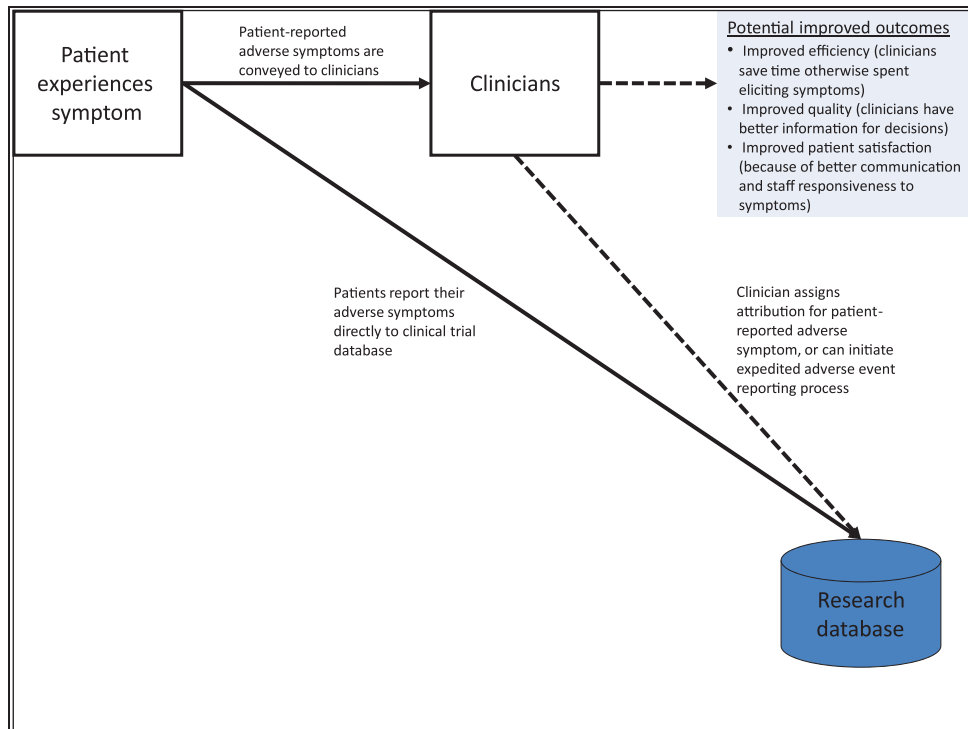 Patient
experiences
symptom
Patient-reported
adverse symptoms are
conveyed to clinicians
Clinicians
Potential improved outcomes
• Improved efficiency (clinicians
save time otherwise spent
eliciting symptoms)
• Improved quality (clinicians have
better information for decisions)
• Improved patient satisfaction
(because of better communication
and staff responsiveness to
symptoms)
Patients report their
adverse symptoms
directly to clinical trial
database
Clinician assigns
attribution for patient-
reported adverse
symptom, or can initiate
expedited adverse event
reporting process
Research
database